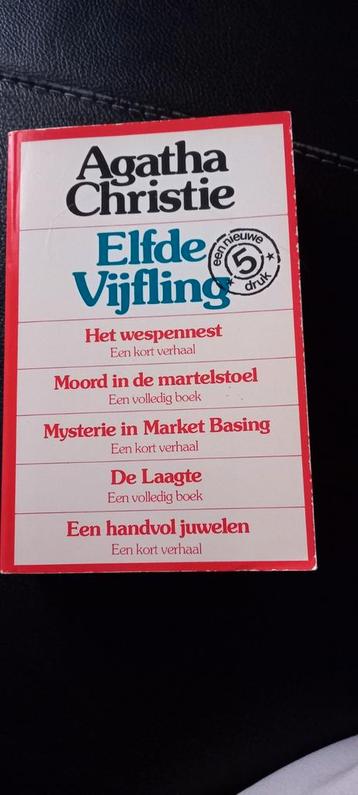 Agatha
Christie
Elfde
Vijfling
een nieuwe
5
druk
Het wespennest
Een kort verhaal
Moord in de martelstoel
Een volledig boek
Mysterie in Market Basing
Een kort verhaal
De Laagte
Een volledig boek
Een handvol juwelen
Een kort verhaal